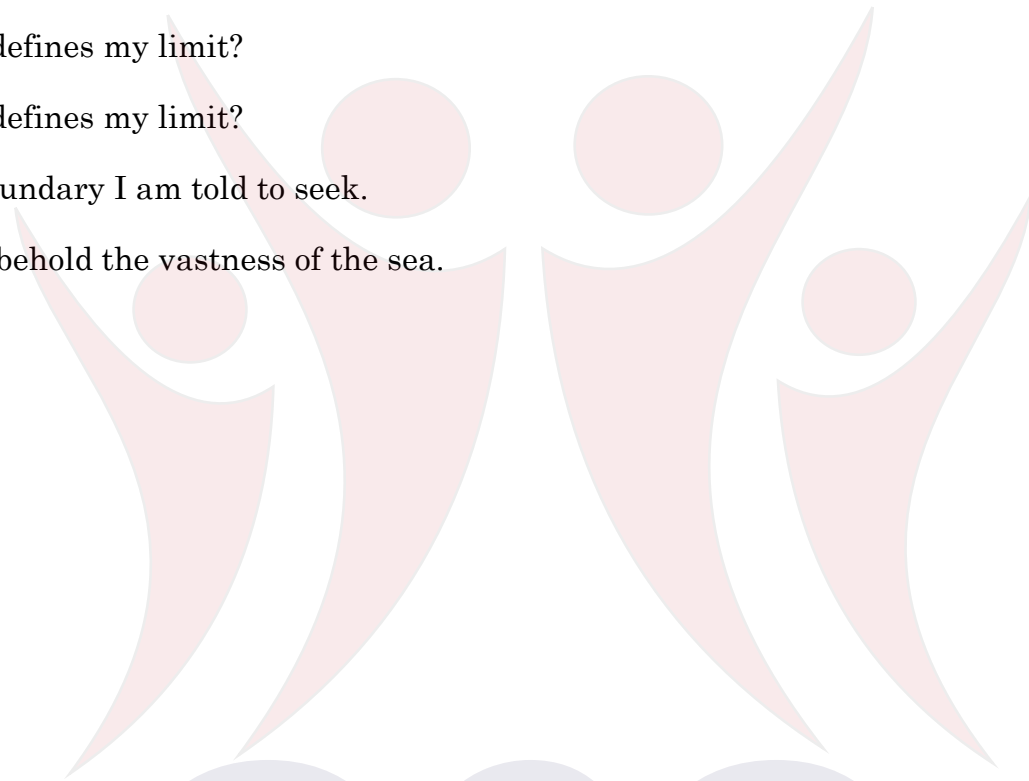 defines my limit?
defines my limit?
undary I am told to seek.
behold the vastness of the sea.